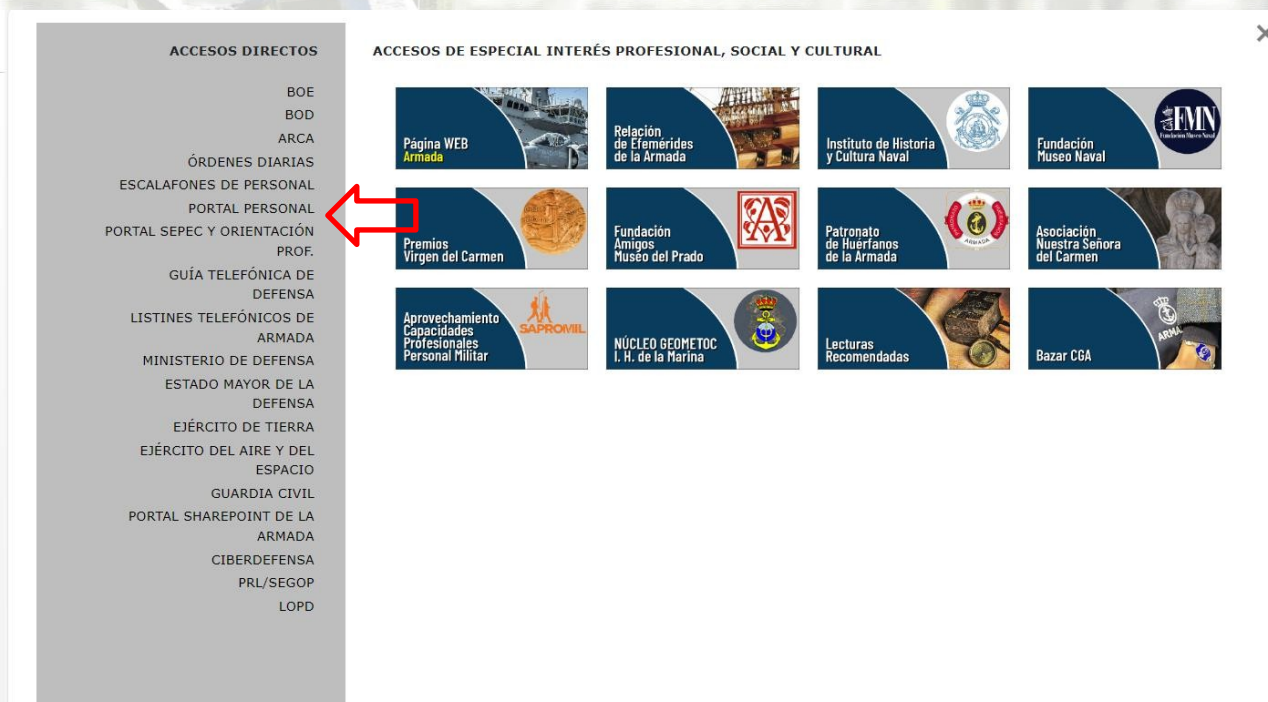 ACCESOS DIRECTOS
BOE
BOD
ARCA
ÓRDENES DIARIAS
ESCALAFONES DE PERSONAL
PORTAL PERSONAL
PORTAL SEPEC Y ORIENTACIÓN
PROF.
GUÍA TELEFÓNICA DE
DEFENSA
LISTINES TELEFÓNICOS DE
ARMADA
MINISTERIO DE DEFENSA
ESTADO MAYOR DE LA
DEFENSA
EJÉRCITO DE TIERRA
EJÉRCITO DEL AIRE Y DEL
ESPACIO
GUARDIA CIVIL
PORTAL SHAREPOINT DE LA
ARMADA
CIBERDEFENSA
PRL/SEGOP
LOPD
ACCESOS DE ESPECIAL INTERÉS PROFESIONAL, SOCIAL Y CULTURAL
Página WEB
Armada
Relación
de Efemérides
de la Armada
Instituto de Historia
y Cultura Naval
Fundación
Museo Naval
FMN
Fundación Museo Naval
Premios
Virgen del Carmen
Fundación
Amigos
Museo del Prado
A
Patronato
de Huérfanos
de la Armada
ARMADA
Asociación
Nuestra Señora
del Carmen
Aprovechamiento
Capacidades
Profesionales
Personal Militar
SAPROMIL
NÚCLEO GEOMETOC
I. H. de la Marina
Lecturas
Recomendadas
Bazar CGA
ARMA